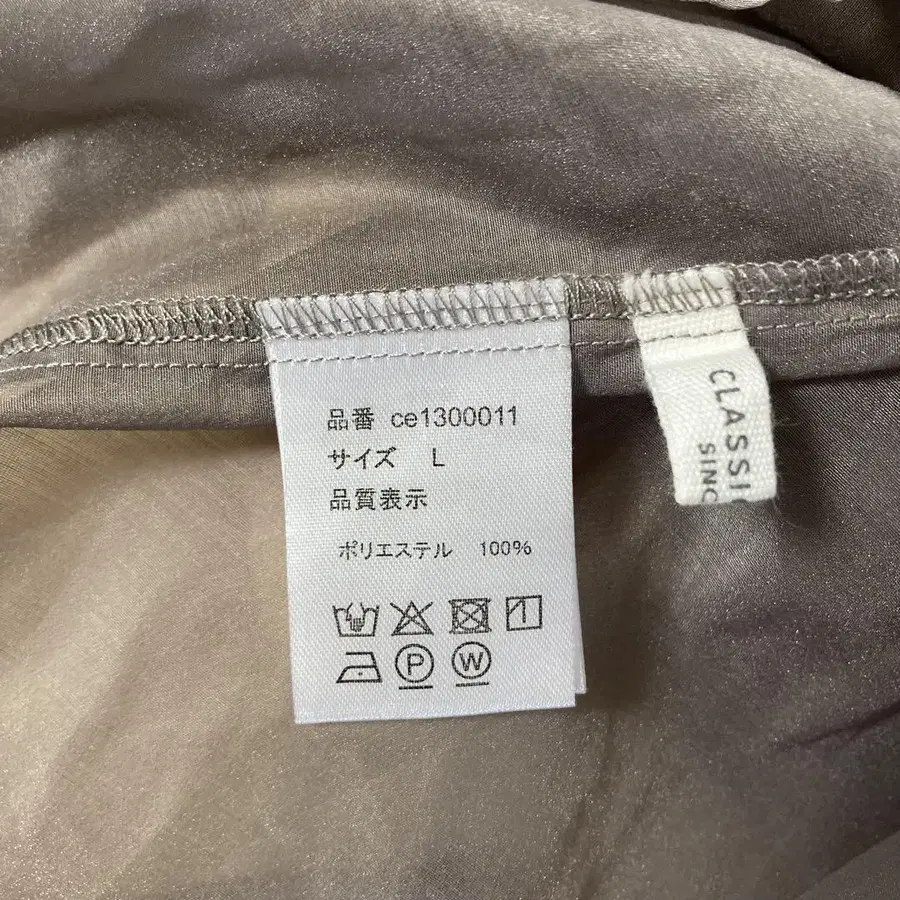 品番 ce1300011
サイズ L
品質表示
ポリエステル 100%
P W
CLASSI
SINC